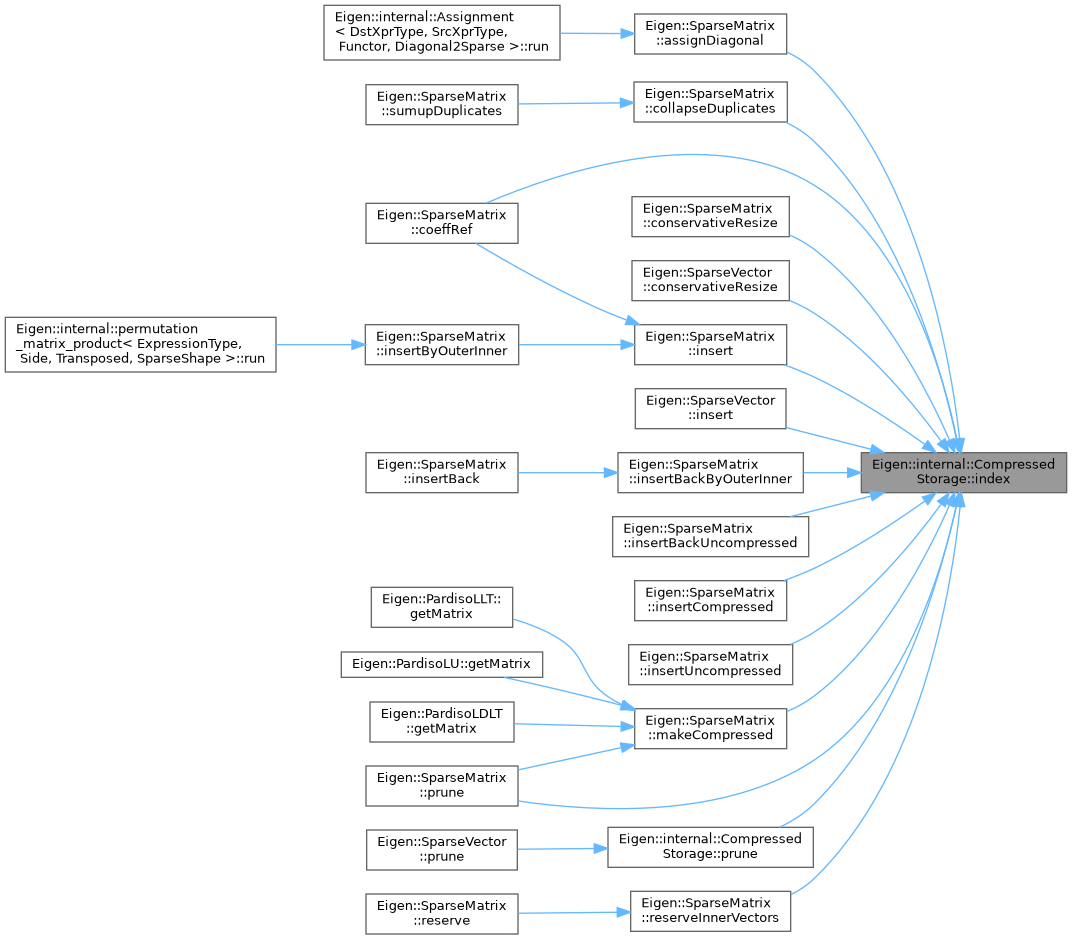 Eigen::internal::Assignment
< DstXprType, SrcXprType,
Functor, Diagonal2Sparse >::run
Eigen::SparseMatrix
::assignDiagonal
Eigen::SparseMatrix
::sumupDuplicates
Eigen::SparseMatrix
::collapseDuplicates
Eigen::SparseMatrix
::coeffRef
Eigen::SparseMatrix
::conservativeResize
Eigen::SparseVector
::conservativeResize
Eigen::internal::permutation
_matrix_product< ExpressionType,
Side, Transposed, SparseShape >::run
Eigen::SparseMatrix
::insertByOuterInner
Eigen::SparseMatrix
::insert
Eigen::SparseVector
::insert
Eigen::internal::Compressed
Storage::index
Eigen::SparseMatrix
::insertBack
Eigen::SparseMatrix
::insertBackByOuterInner
Eigen::SparseMatrix
::insertBackUncompressed
Eigen::SparseMatrix
::insertCompressed
Eigen::PardisoLLT::
getMatrix
Eigen::SparseMatrix
::insertUncompressed
Eigen::PardisoLU::getMatrix
Eigen::PardisoLDLT
::getMatrix
Eigen::SparseMatrix
::makeCompressed
Eigen::SparseMatrix
::prune
Eigen::SparseVector
::prune
Eigen::internal::Compressed
Storage::prune
Eigen::SparseMatrix
::reserve
Eigen::SparseMatrix
::reserveInnerVectors